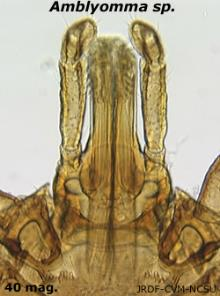 Amblyomma sp.
40 mag.
JRDF-CVM-NCSU